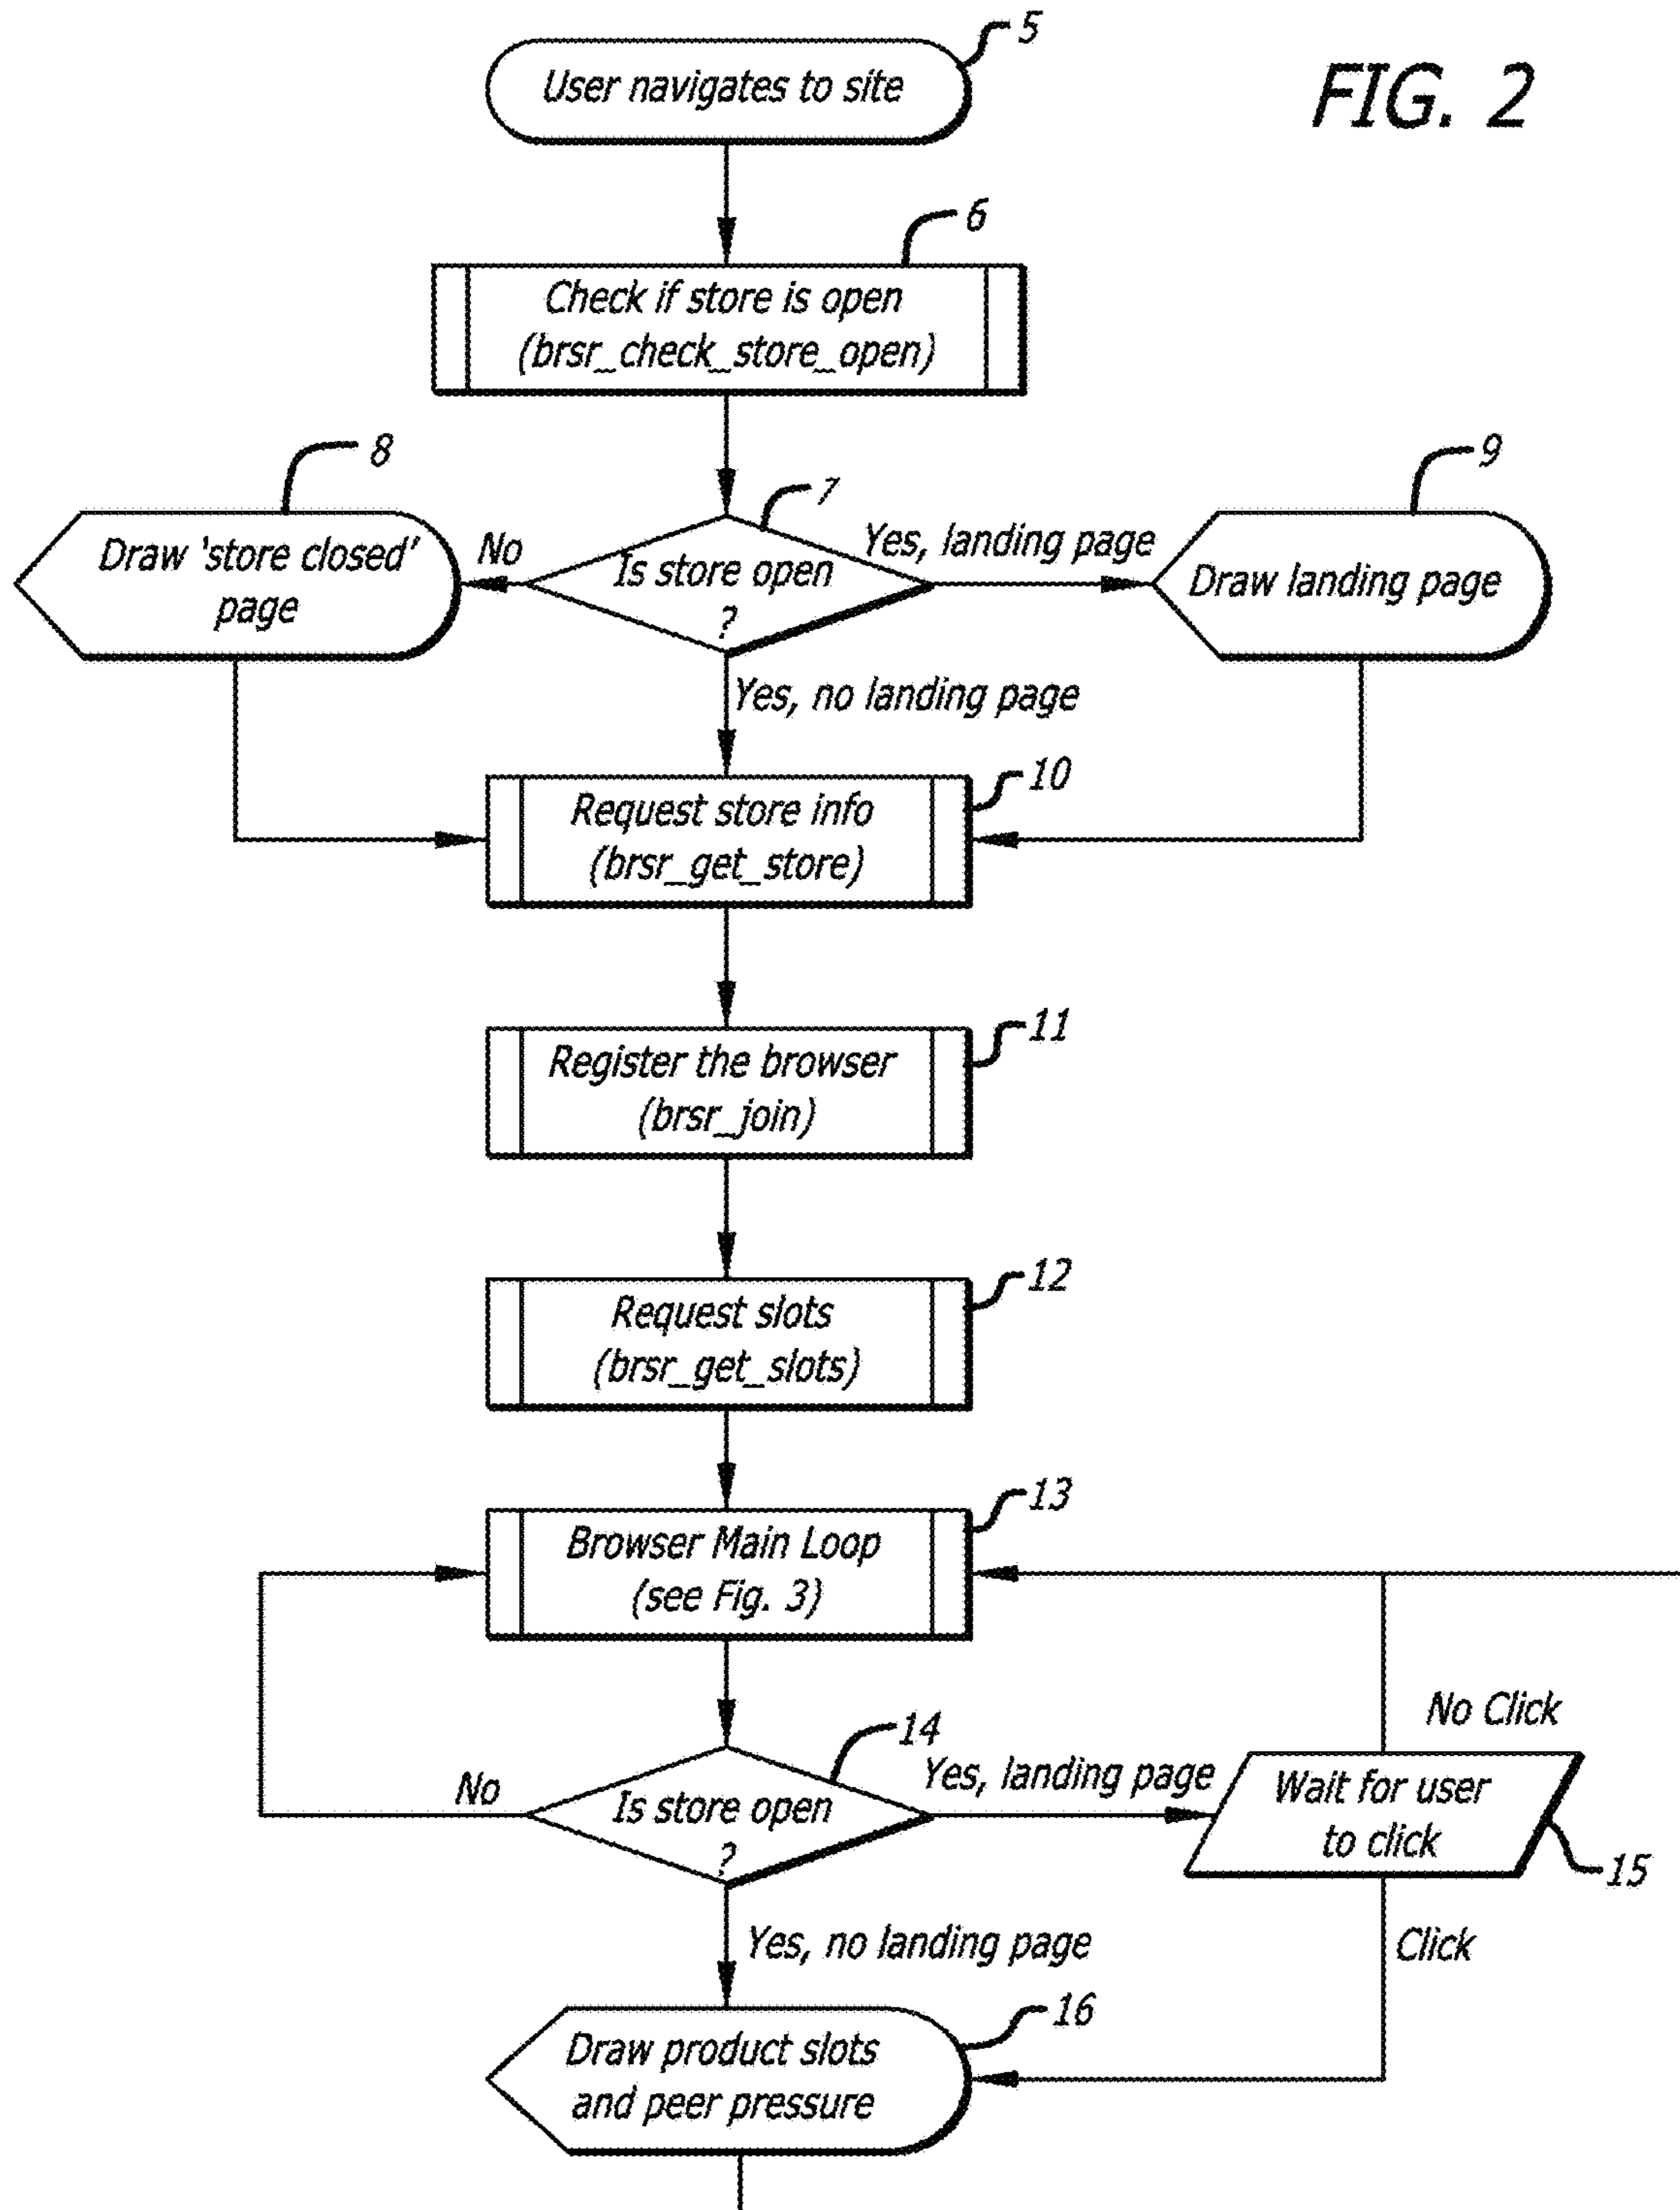 5
User navigates to site
FIG. 2
6
Check if store is open
(brsr_check_store_open)
8
7
9
Draw 'store closed'
page
No
Is store open
?
Yes, landing page
Draw landing page
Yes, no landing page
10
Request store info
(brsr_get_store)
11
Register the browser
(brsr_join)
12
Request slots
(brsr_get_slots)
13
Browser Main Loop
(see Fig. 3)
No Click
14
No
Is store open
?
Yes, landing page
Wait for user
to click
15
Yes, no landing page
Click
16
Draw product slots
and peer pressure